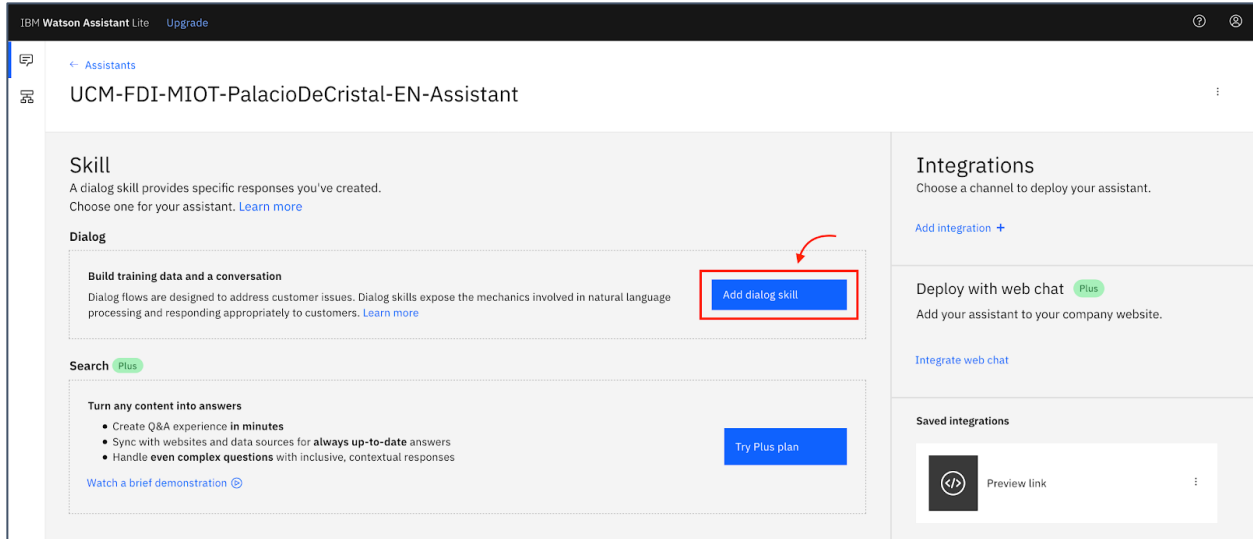 IBM Watson Assistant Lite Upgrade
← Assistants
UCM-FDI-MIOT-PalacioDeCristal-EN-Assistant
Skill
A dialog skill provides specific responses you've created.
Choose one for your assistant. Learn more
Dialog
Build training data and a conversation
Dialog flows are designed to address customer issues. Dialog skills expose the mechanics involved in natural language
processing and responding appropriately to customers. Learn more
Add dialog skill
Search Plus
Turn any content into answers
• Create Q&A experience in minutes
• Sync with websites and data sources for always up-to-date answers
• Handle even complex questions with inclusive, contextual responses
Watch a brief demonstration
Try Plus plan
Integrations
Choose a channel to deploy your assistant.
Add integration +
Deploy with web chat Plus
Add your assistant to your company website.
Integrate web chat
Saved integrations
Preview link